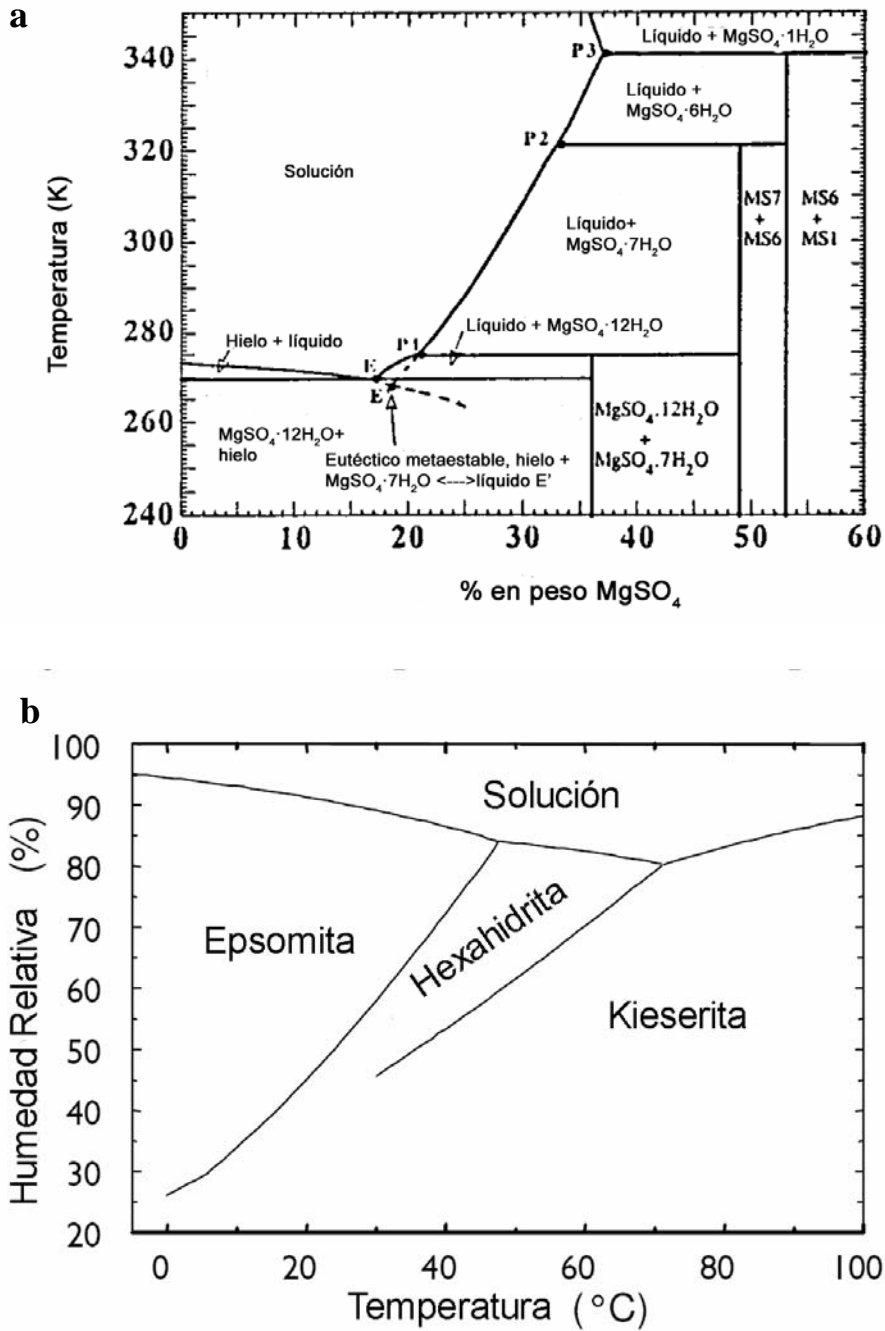 a
Temperatura (K)
340
320
300
280
260
240
0
10
20
30
40
50
60
% en peso MgSO₄
Líquido + MgSO₄·1H₂O
P3
Líquido +
MgSO₄·6H₂O
P2
Solución
Líquido+
MgSO₄·7H₂O
MS7
+
MS6
MS6
+
MS1
Hielo + líquido
P1
Líquido + MgSO₄·12H₂O
E
E'
MgSO₄·12H₂O+
hielo
MgSO₄.12H₂O
+
MgSO₄.7H₂O
Eutéctico metaestable, hielo +
MgSO₄·7H₂O <--->líquido E'
b
Humedad Relativa (%)
100
90
80
70
60
50
40
30
20
Solución
Epsomita
Hexahidrita
Kieserita
0
20
40
60
80
100
Temperatura (°C)